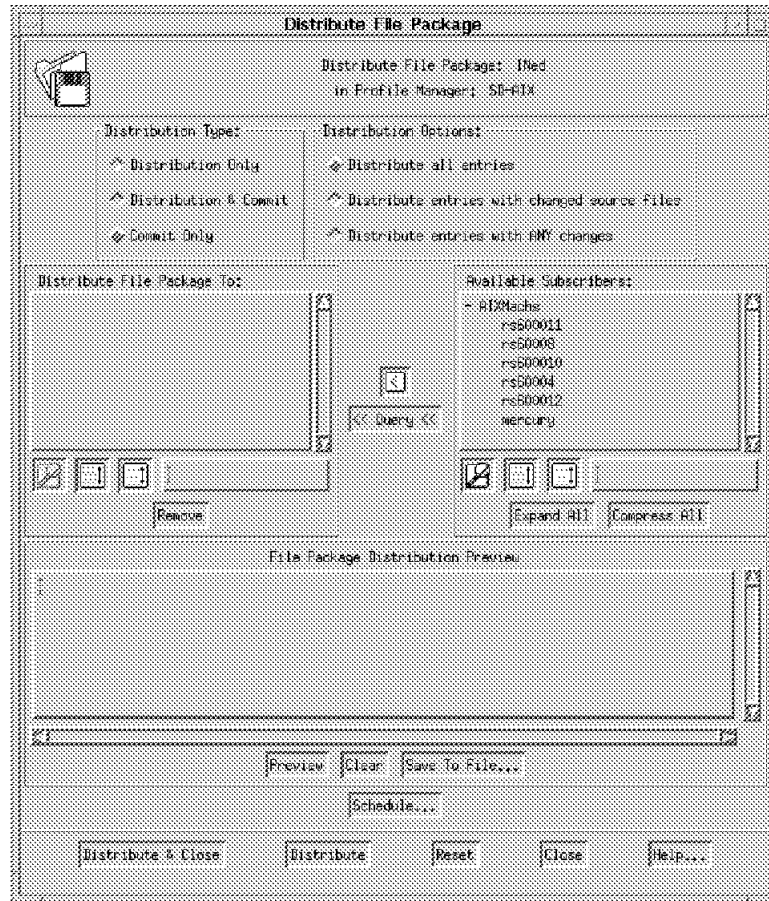 Distribute File Package
Distribute File Package: INed
in Profile Manager: SD-AIX
Distribution Type:
Distribution Only
Distribution & Commit
Commit Only
Distribution Options:
Distribute all entries
Distribute entries with changed source files
Distribute entries with ANY changes
Distribute File Package To:
<
<< Query <<
Remove
Available Subscribers:
- AIXMachs
rs600011
rs60008
rs600010
rs60004
rs600012
mercury
Expand All Compress All
File Package Distribution Preview
Preview Clear Save To File...
Schedule...
Distribute & Close Distribute Reset Close Help...